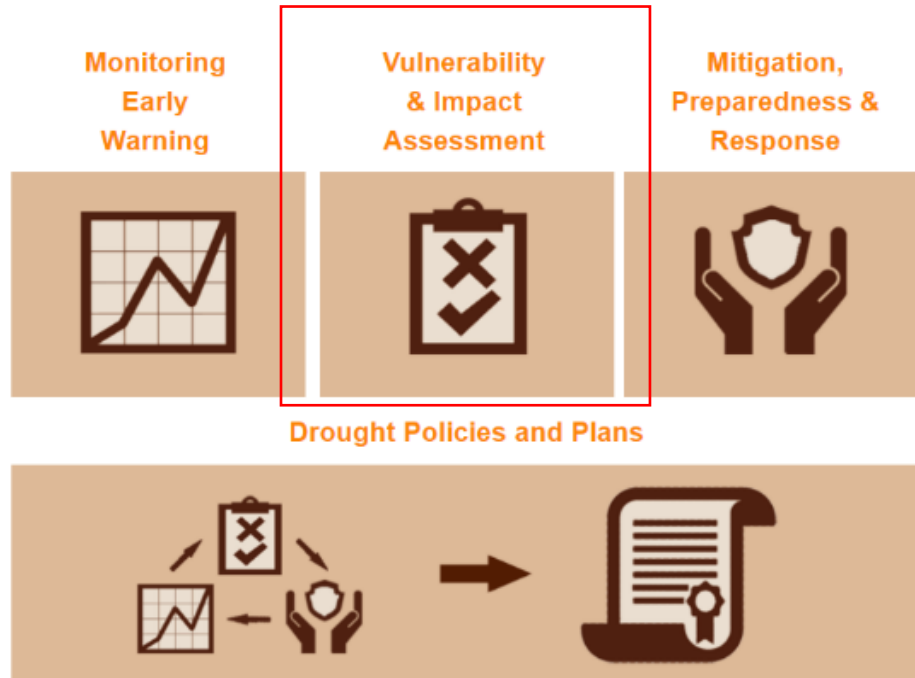 Monitoring
Early
Warning
Vulnerability
& Impact
Assessment
Mitigation,
Preparedness &
Response
Drought Policies and Plans